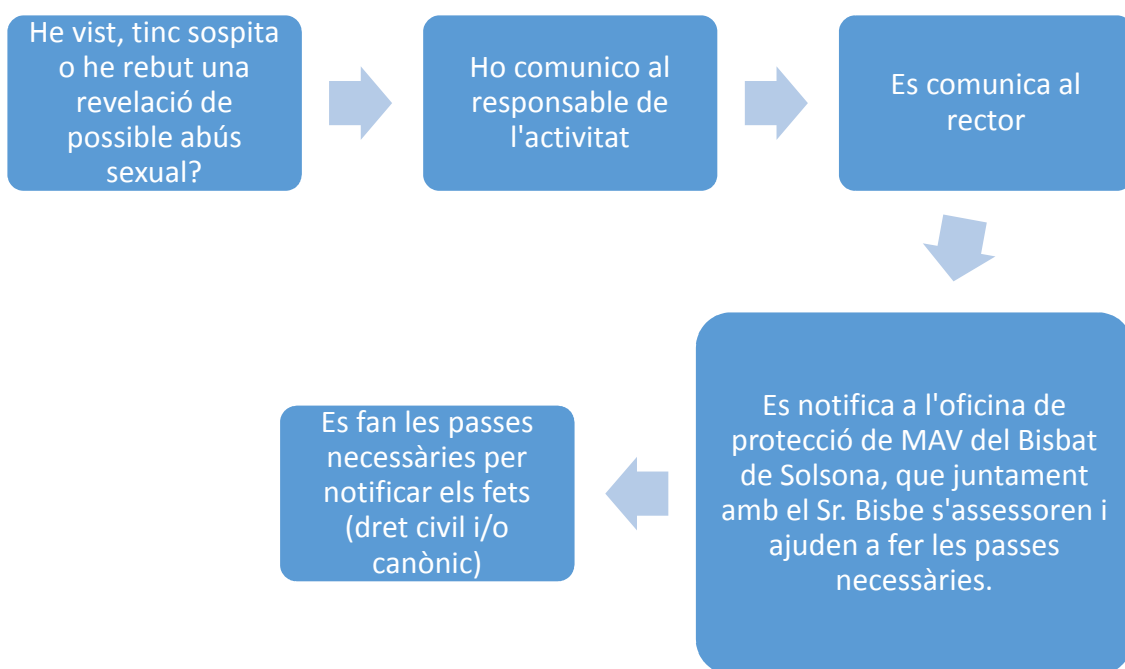 He vist, tinc sospita
o he rebut una
revelació de
possible abús
sexual?
Ho comunico al
responsable de
l'activitat
Es comunica al
rector
Es notifica a l'oficina de
protecció de MAV del Bisbat
de Solsona, que juntament
amb el Sr. Bisbe s'assessoren i
ajuden a fer les passes
necessàries.
Es fan les passes
necessàries per
notificar els fets
(dret civil i/o
canònic)